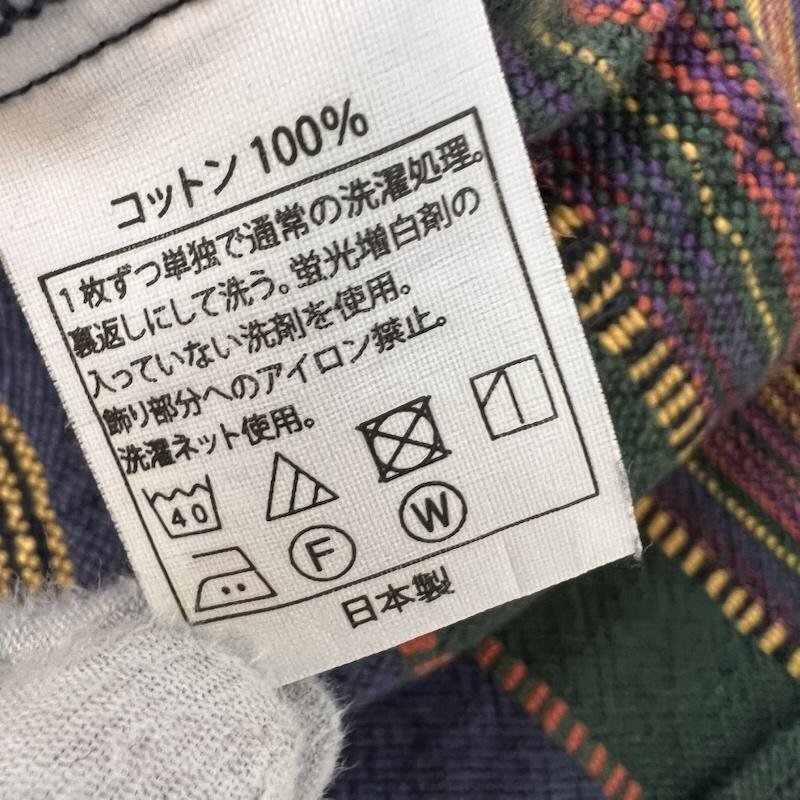 コットン 100%
1枚ずつ単独で通常の洗濯処理。
裏返しにして洗う。蛍光増白剤の
入っていない洗剤を使用。
飾り部分へのアイロン禁止。
洗濯ネット使用。
40
F
W
日本製